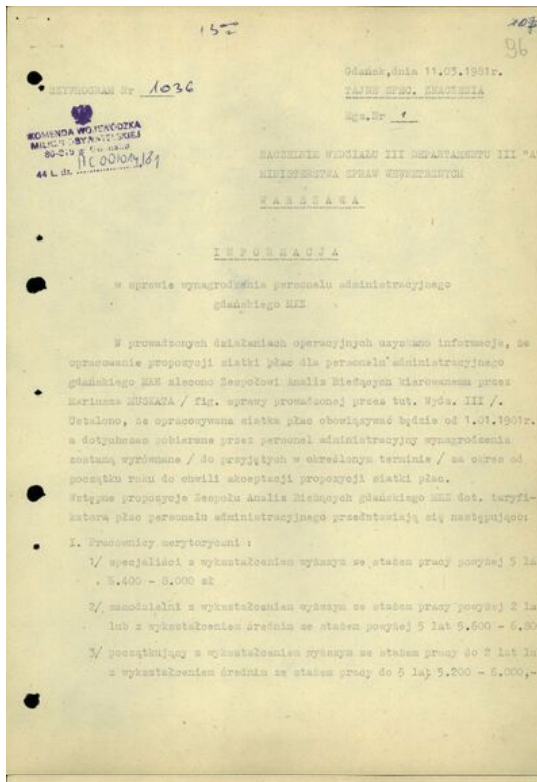 96
SZYFROGRAM Nr 1036
Gdańsk, dnia 11.03.1981r.
TAJNE SPEC. ZNACZENIA
Egz. Nr 1
KOMENDA WOJEWÓDZKA
MILICJI OBYWATELSKIEJ
44 L. dz.
NACZELNIK WYDZIAŁU III DEPARTAMENTU III "A
MINISTERSTWA SPRAW WEWNĘTRZNYCH
W A R S Z A W A
I N F O R M A C J A
w sprawie wynagrodzenia personalu administracyjnego
gdańskiego MKZ
W prowadzonych działaniach operacyjnych uzyskano informacje, że
opracowanie propozycji siatki płac dla personelu administracyjnego
gdańskiego MKZ zlecono Zespołowi Analiz Bieżących kierowanemu przez
Mariusza MUSKATA / fig. sprawy prowadzonej przez tut. Wydz. III /.
Ustalono, że opracowywana siatka płac obowiązywać będzie od 1.01.1981r.
a dotychczas pobierane przez personel administracyjny wynagrodzenia
zostaną wyrównane / do przyjętych w określonym terminie / za okres od
początku roku do chwili akceptacji propozycji siatki płac.
Wstępne propozycje Zespołu Analiz Bieżących gdańskiego MKZ dot. taryfi-
katora płac personelu administracyjnego przedstawiają się następująco:
I. Pracownicy merytoryczni :
1/ specjaliści z wykształceniem wyższym ze stażem pracy powyżej 5 la
6.400 - 8.000 zł
2/ samodzielni z wykształceniem wyższym ze stażem pracy powyżej 2 la
lub z wykształceniem średnim ze stażem powyżej 5 lat 5.600 - 6.80
3/ początkujący z wykształceniem wyższym ze stażem pracy do 2 lat lu
z wykształceniem średnim ze stażem pracy do 5 lat 5.200 - 6.000,-